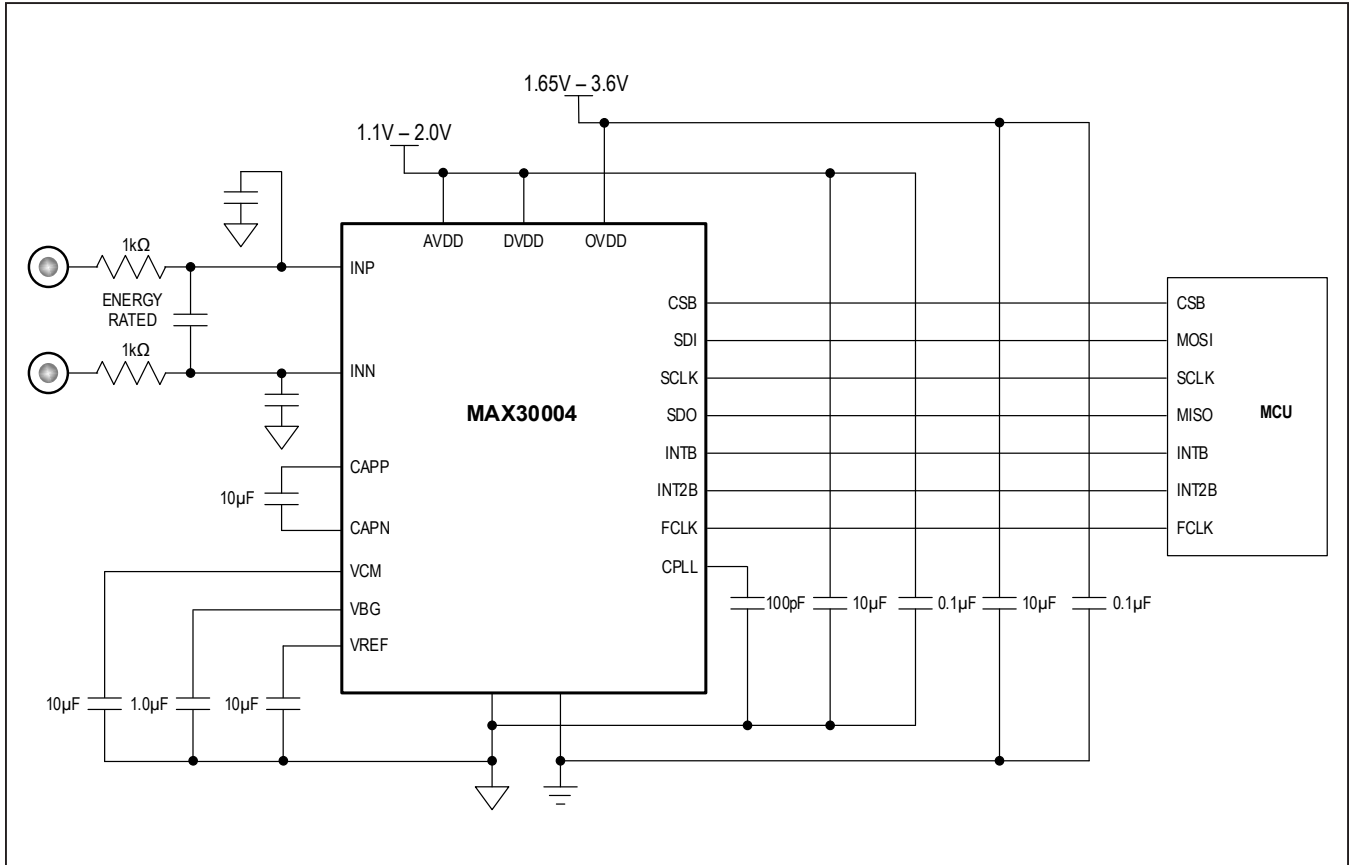 1.65V – 3.6V
1.1V – 2.0V
AVDD DVDD OVDD
1kΩ
INP
ENERGY
RATED
1kΩ
INN
MAX30004
CAPP
10µF
CAPN
VCM
VBG
VREF
10µF 1.0µF 10µF
CSB
SDI
SCLK
SDO
INTB
INT2B
FCLK
CPLL
100pF 10µF 0.1µF 10µF 0.1µF
CSB
MOSI
SCLK
MISO
MCU
INTB
INT2B
FCLK